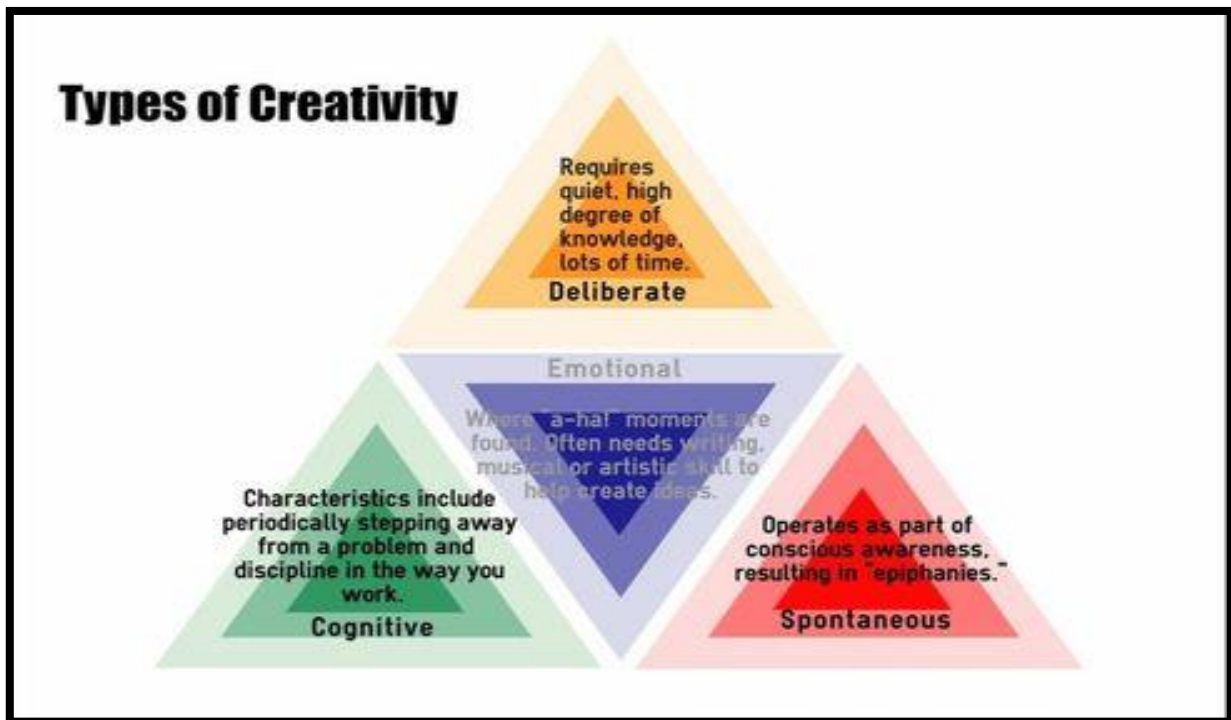 Types of Creativity
Requires
quiet, high
degree of
knowledge,
lots of time.
Deliberate
Emotional
Where "a-ha!" moments are
found. Often needs writing,
musical or artistic skill to
help create ideas.
Characteristics include
periodically stepping away
from a problem and
discipline in the way you
work.
Cognitive
Operates as part of
conscious awareness,
resulting in "epiphanies."
Spontaneous